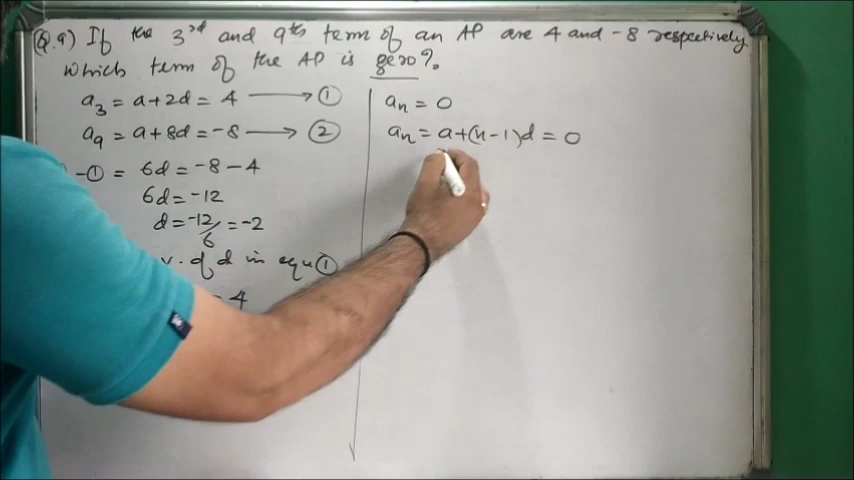 Q.9) If the 3rd and 9th term of an AP are 4 and -8 respectively
which term of the AP is zero?
a₃ = a+2d = 4 ⟶ ①
a₉ = a+8d = -8 ⟶ ②
-① = 6d = -8 - 4
6d = -12
d = -12/6 = -2
v. of d in equ ①
= 4
aₙ = 0
aₙ = a+(n-1)d = 0